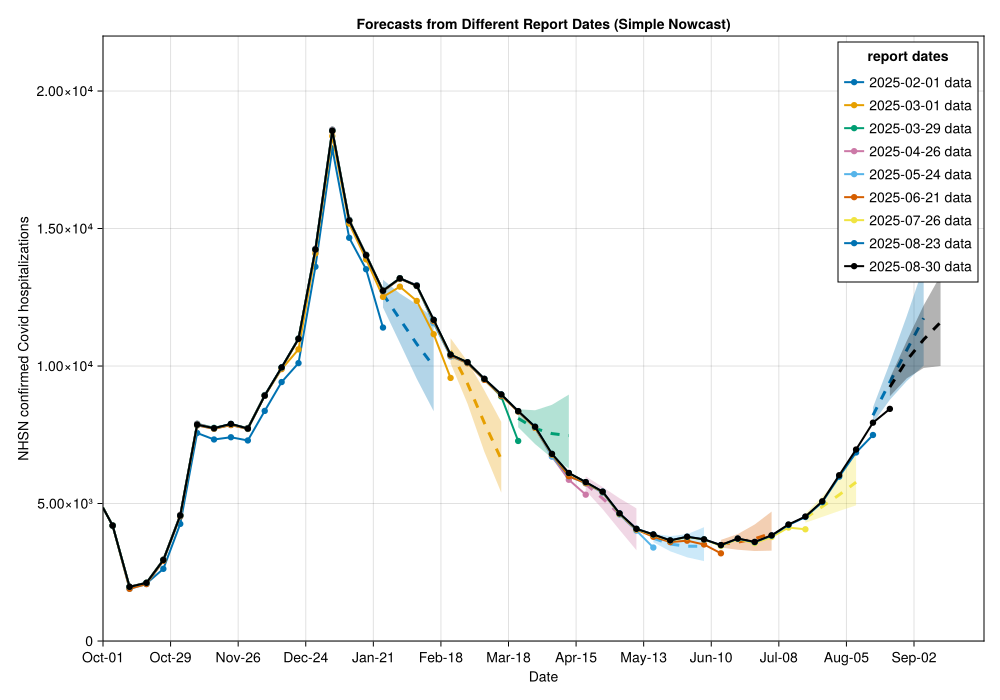 Forecasts from Different Report Dates (Simple Nowcast)
report dates
2025-02-01 data
2025-03-01 data
2025-03-29 data
2025-04-26 data
2025-05-24 data
2025-06-21 data
2025-07-26 data
2025-08-23 data
2025-08-30 data
NHSN confirmed Covid hospitalizations
2.00×10⁴
1.50×10⁴
1.00×10⁴
5.00×10³
0
Oct-01 Oct-29 Nov-26 Dec-24 Jan-21 Feb-18 Mar-18 Apr-15 May-13 Jun-10 Jul-08 Aug-05 Sep-02
Date